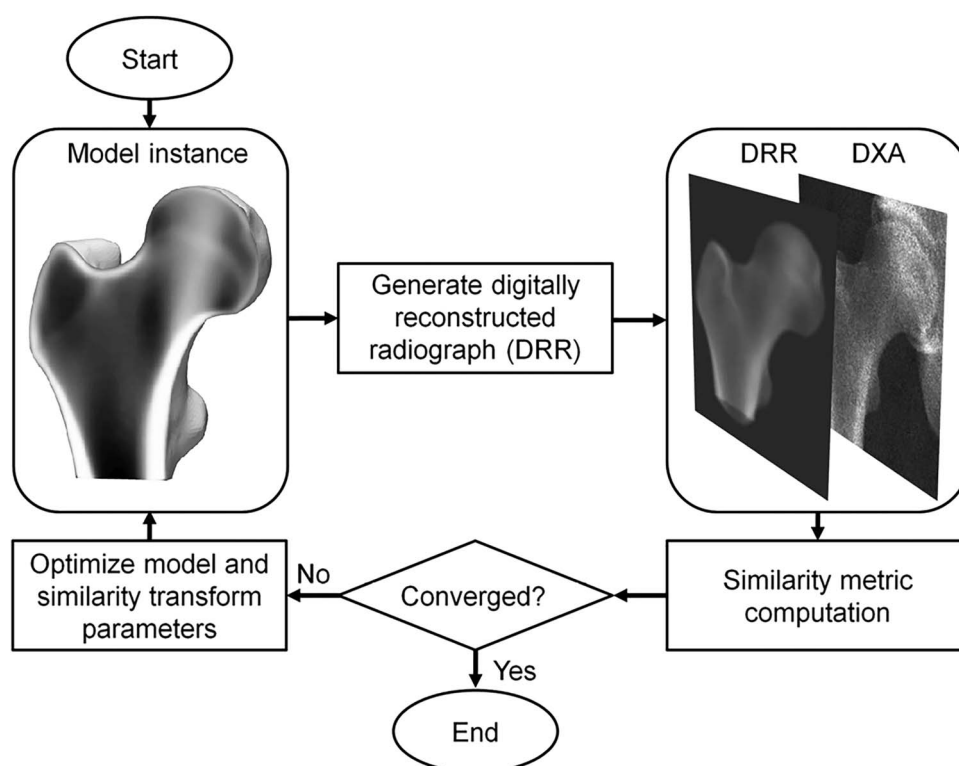 Start
Model instance
Generate digitally
reconstructed
radiograph (DRR)
DRR
DXA
Similarity metric
computation
Converged?
No
Optimize model and
similarity transform
parameters
Yes
End